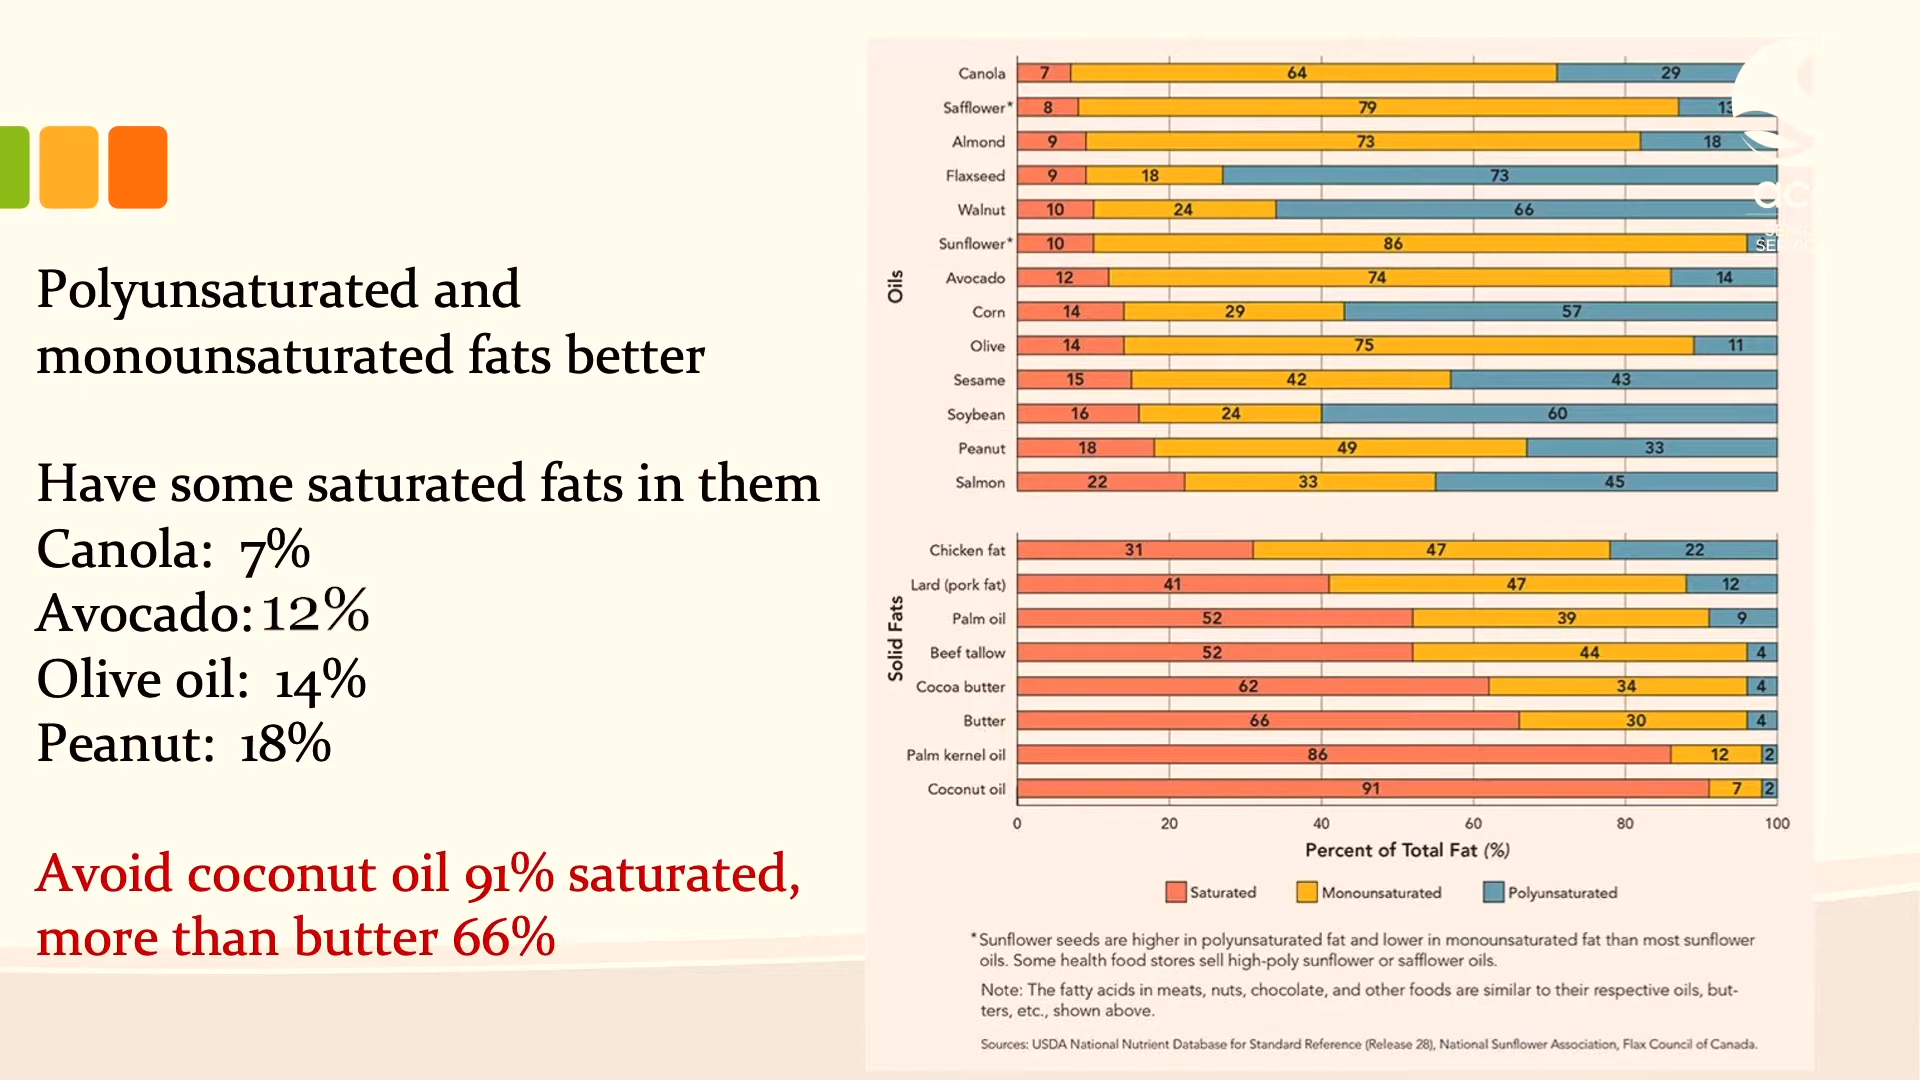 Polyunsaturated and
monounsaturated fats better
Have some saturated fats in them
Canola: 7%
Avocado: 12%
Olive oil: 14%
Peanut: 18%
Avoid coconut oil 91% saturated,
more than butter 66%
Oils
Canola 7 64 29
Safflower* 8 79 13
Almond 9 73 18
Flaxseed 9 18 73
Walnut 10 24 66
Sunflower* 10 86
Avocado 12 74 14
Corn 14 29 57
Olive 14 75 11
Sesame 15 42 43
Soybean 16 24 60
Peanut 18 49 33
Salmon 22 33 45
Solid Fats
Chicken fat 31 47 22
Lard (pork fat) 41 47 12
Palm oil 52 39 9
Beef tallow 52 44 4
Cocoa butter 62 34 4
Butter 66 30 4
Palm kernel oil 86 12 2
Coconut oil 91 7 2
0 20 40 60 80 100
Percent of Total Fat (%)
Saturated Monounsaturated Polyunsaturated
*Sunflower seeds are higher in polyunsaturated fat and lower in monounsaturated fat than most sunflower
oils. Some health food stores sell high-poly sunflower or safflower oils.
Note: The fatty acids in meats, nuts, chocolate, and other foods are similar to their respective oils, but-
ters, etc., shown above.
Sources: USDA National Nutrient Database for Standard Reference (Release 28), National Sunflower Association, Flax Council of Canada.